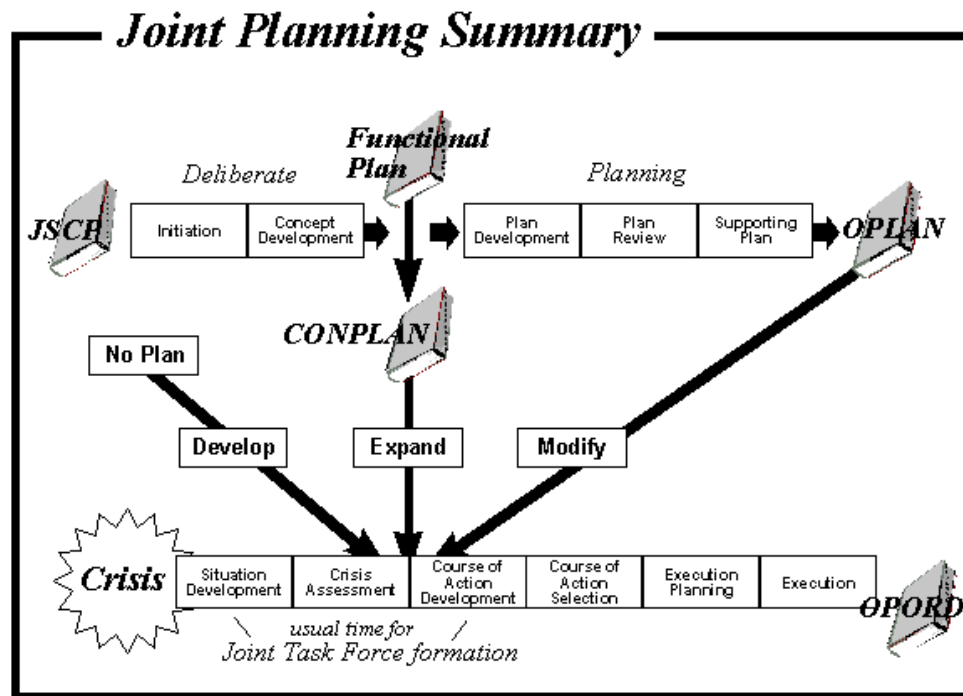 Joint Planning Summary
Functional
Plan
Deliberate
Planning
JSCP
Initiation
Concept
Development
Plan
Development
Plan
Review
Supporting
Plan
OPLAN
CONPLAN
No Plan
Develop
Expand
Modify
Crisis
Situation
Development
Crisis
Assessment
Course of
Action
Development
Course of
Action
Selection
Execution
Planning
Execution
OPORD
usual time for
Joint Task Force formation